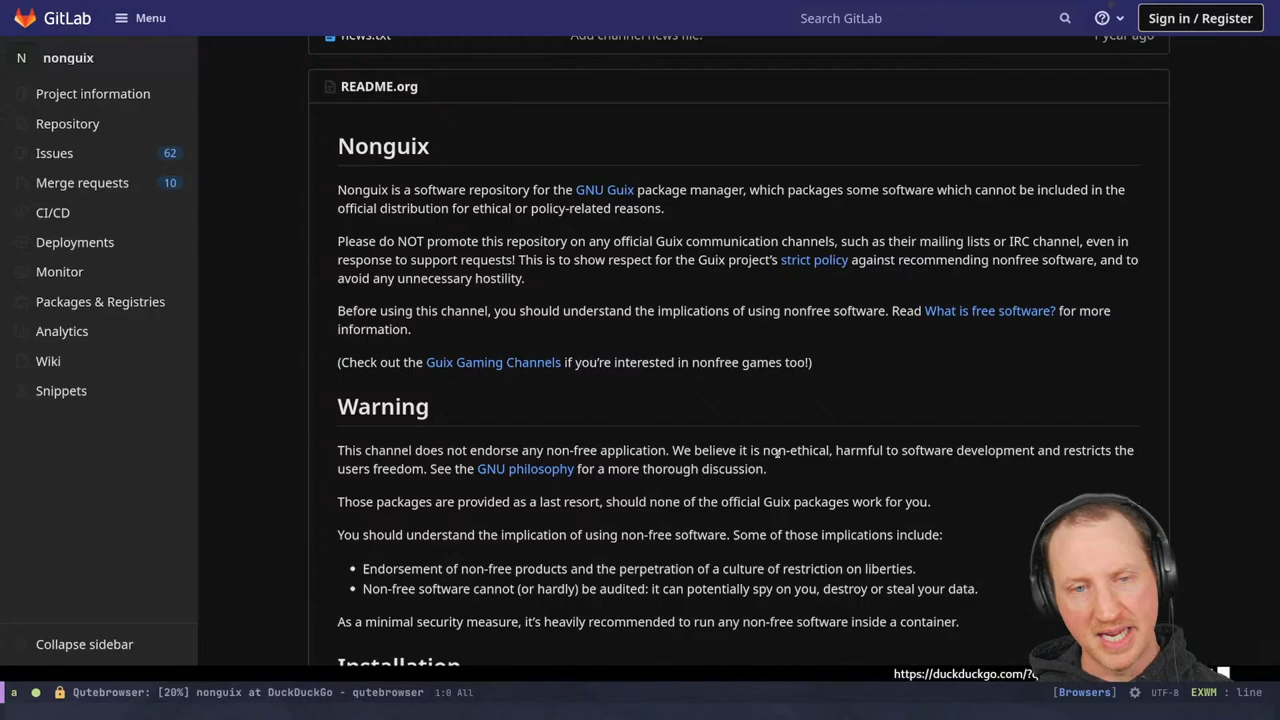 GitLab
Menu
Search GitLab
Sign in / Register
N nonguix
Project information
Repository
Issues 62
Merge requests 10
CI/CD
Deployments
Monitor
Packages & Registries
Analytics
Wiki
Snippets
Collapse sidebar
news.txt Add channel news file. 1 year ago
README.org
Nonguix
Nonguix is a software repository for the GNU Guix package manager, which packages some software which cannot be included in the
official distribution for ethical or policy-related reasons.
Please do NOT promote this repository on any official Guix communication channels, such as their mailing lists or IRC channel, even in
response to support requests! This is to show respect for the Guix project's strict policy against recommending nonfree software, and to
avoid any unnecessary hostility.
Before using this channel, you should understand the implications of using nonfree software. Read What is free software? for more
information.
(Check out the Guix Gaming Channels if you're interested in nonfree games too!)
Warning
This channel does not endorse any non-free application. We believe it is non-ethical, harmful to software development and restricts the
users freedom. See the GNU philosophy for a more thorough discussion.
Those packages are provided as a last resort, should none of the official Guix packages work for you.
You should understand the implication of using non-free software. Some of those implications include:
• Endorsement of non-free products and the perpetration of a culture of restriction on liberties.
• Non-free software cannot (or hardly) be audited: it can potentially spy on you, destroy or steal your data.
As a minimal security measure, it's heavily recommended to run any non-free software inside a container.
Installation
https://duckduckgo.com/?
a Qutebrowser: [20%] nonguix at DuckDuckGo - qutebrowser 1:0 All [Browsers] UTF-8 EXWM : line